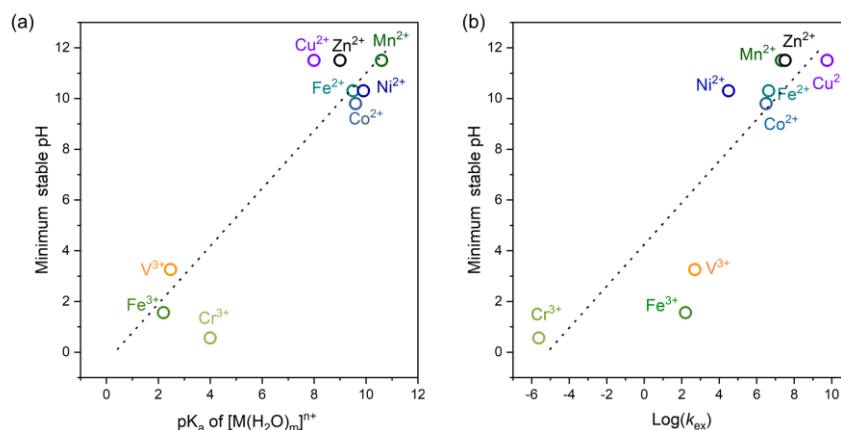 (a)
Minimum stable pH
12
10
8
6
4
2
0
Cu²⁺
Zn²⁺
Mn²⁺
Fe²⁺
Ni²⁺
Co²⁺
V³⁺
Fe³⁺
Cr³⁺
0 2 4 6 8 10 12
pKₐ of [M(H₂O)ₘ]ⁿ⁺
(b)
Minimum stable pH
12
10
8
6
4
2
0
Zn²⁺
Mn²⁺
Ni²⁺
Fe²⁺
Cu²
Co²⁺
V³⁺
Cr³⁺
Fe³⁺
-6 -4 -2 0 2 4 6 8 10
Log(kₑₓ)